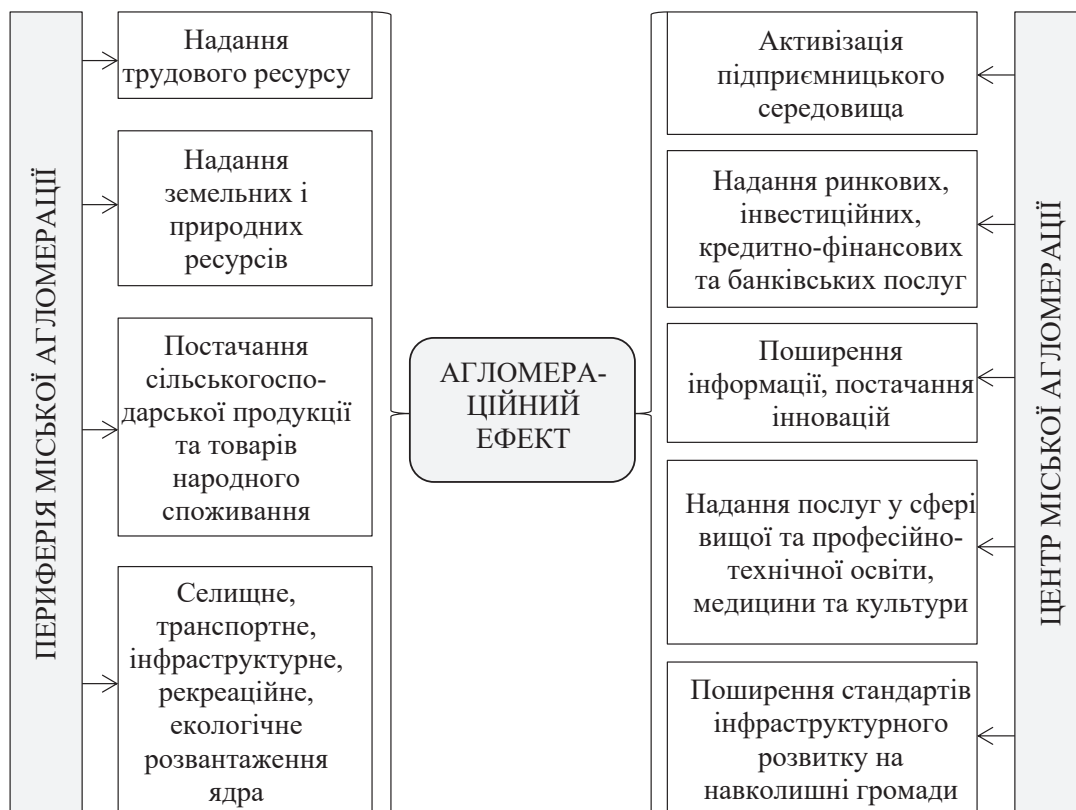 ПЕРИФЕРІЯ МІСЬКОЇ АГЛОМЕРАЦІЇ
Надання
трудового ресурсу
Надання
земельних і
природних
ресурсів
Постачання
сільськогоспо-
дарської продукції
та товарів
народного
споживання
Селищне,
транспортне,
інфраструктурне,
рекреаційне,
екологічне
розвантаження
ядра
АГЛОМЕРА-
ЦІЙНИЙ
ЕФЕКТ
Активізація
підприємницького
середовища
Надання ринкових,
інвестиційних,
кредитно-фінансових
та банківських послуг
Поширення
інформації, постачання
інновацій
Надання послуг у сфері
вищої та професійно-
технічної освіти,
медицини та культури
Поширення стандартів
інфраструктурного
розвитку на
навколишні громади
ЦЕНТР МІСЬКОЇ АГЛОМЕРАЦІЇ